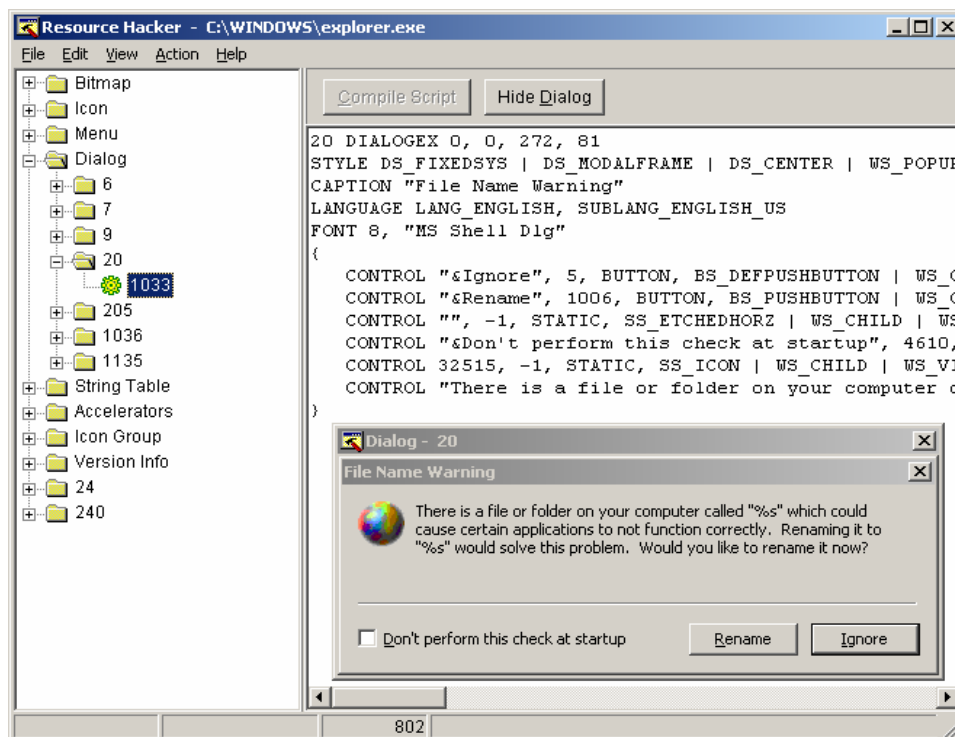 Resource Hacker - C:\WINDOWS\explorer.exe
File Edit View Action Help
Bitmap
Icon
Menu
Dialog
6
7
9
20
1033
205
1036
1135
String Table
Accelerators
Icon Group
Version Info
24
240
Compile Script
Hide Dialog
20 DIALOGEX 0, 0, 272, 81
STYLE DS_FIXEDSYS | DS_MODALFRAME | DS_CENTER | WS_POPUP
CAPTION "File Name Warning"
LANGUAGE LANG_ENGLISH, SUBLANG_ENGLISH_US
FONT 8, "MS Shell Dlg"
{
CONTROL "&Ignore", 5, BUTTON, BS_DEFPUSHBUTTON | WS_
CONTROL "&Rename", 1006, BUTTON, BS_PUSHBUTTON | WS_
CONTROL "", -1, STATIC, SS_ETCHEDHORZ | WS_CHILD | WS
CONTROL "&Don't perform this check at startup", 4610,
CONTROL 32515, -1, STATIC, SS_ICON | WS_CHILD | WS_VI
CONTROL "There is a file or folder on your computer
}
Dialog - 20
File Name Warning
There is a file or folder on your computer called "%s" which could
cause certain applications to not function correctly. Renaming it to
"%s" would solve this problem. Would you like to rename it now?
Don't perform this check at startup
Rename
Ignore
802